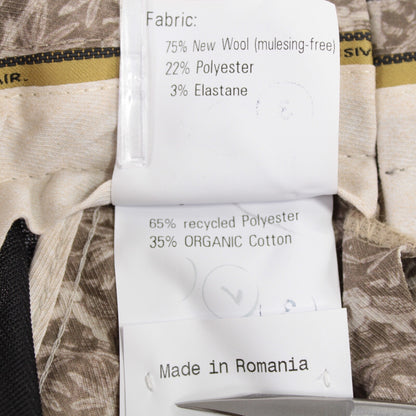 Fabric:
75% New Wool (mulesing-free)
22% Polyester
3% Elastane
AIR.
65% recycled Polyester
35% ORGANIC Cotton
Made in Romania